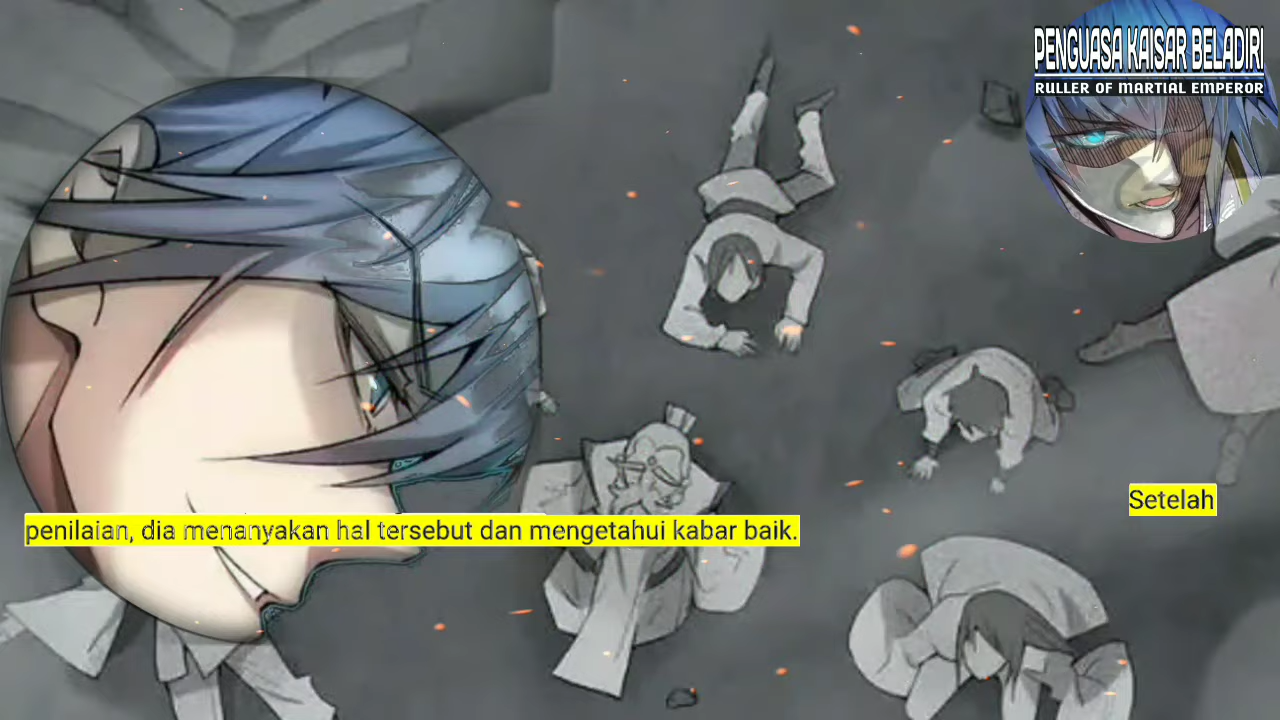 PENGUASA KAISAR BELADIRI
RULLER OF MARTIAL EMPEROR
Setelah
penilaian, dia menanyakan hal tersebut dan mengetahui kabar baik.